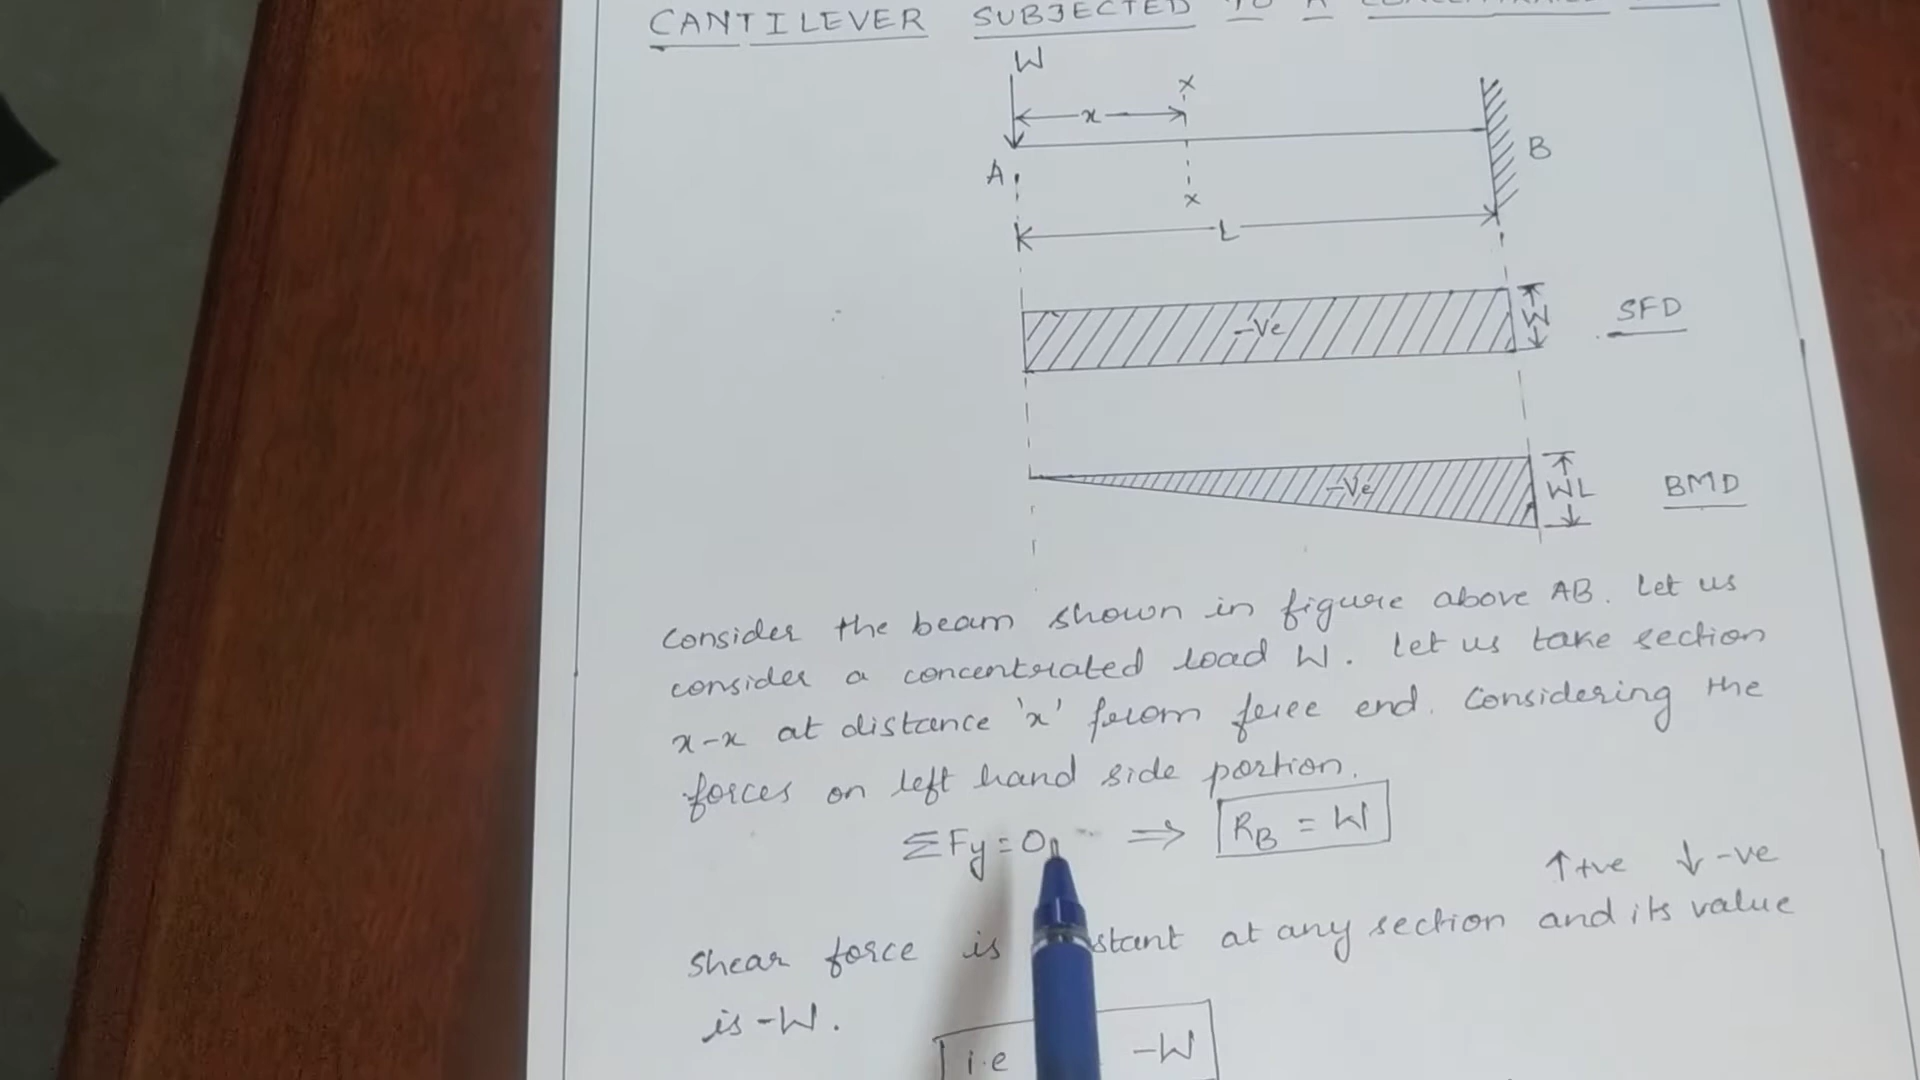 CANTILEVER SUBJECTED TO A
W
x
x
A
B
x
L
-Ve
W
SFD
-Ve
WL
BMD
Consider the beam shown in figure above AB. Let us
consider a concentrated load W. Let us take section
x-x at distance 'x' from free end. Considering the
forces on left hand side portion.
ΣFy=0 ⇒ RB = W
↑+ve ↓-ve
Shear force is at any section and its value
is -W.
i.e -W